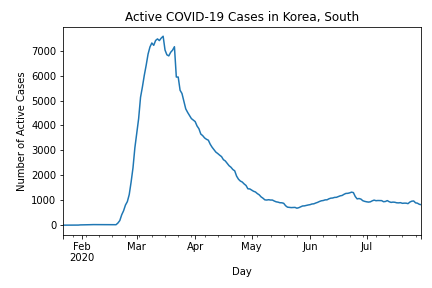 Active COVID-19 Cases in Korea, South
Number of Active Cases
7000
6000
5000
4000
3000
2000
1000
0
Feb Mar Apr May Jun Jul
2020
Day